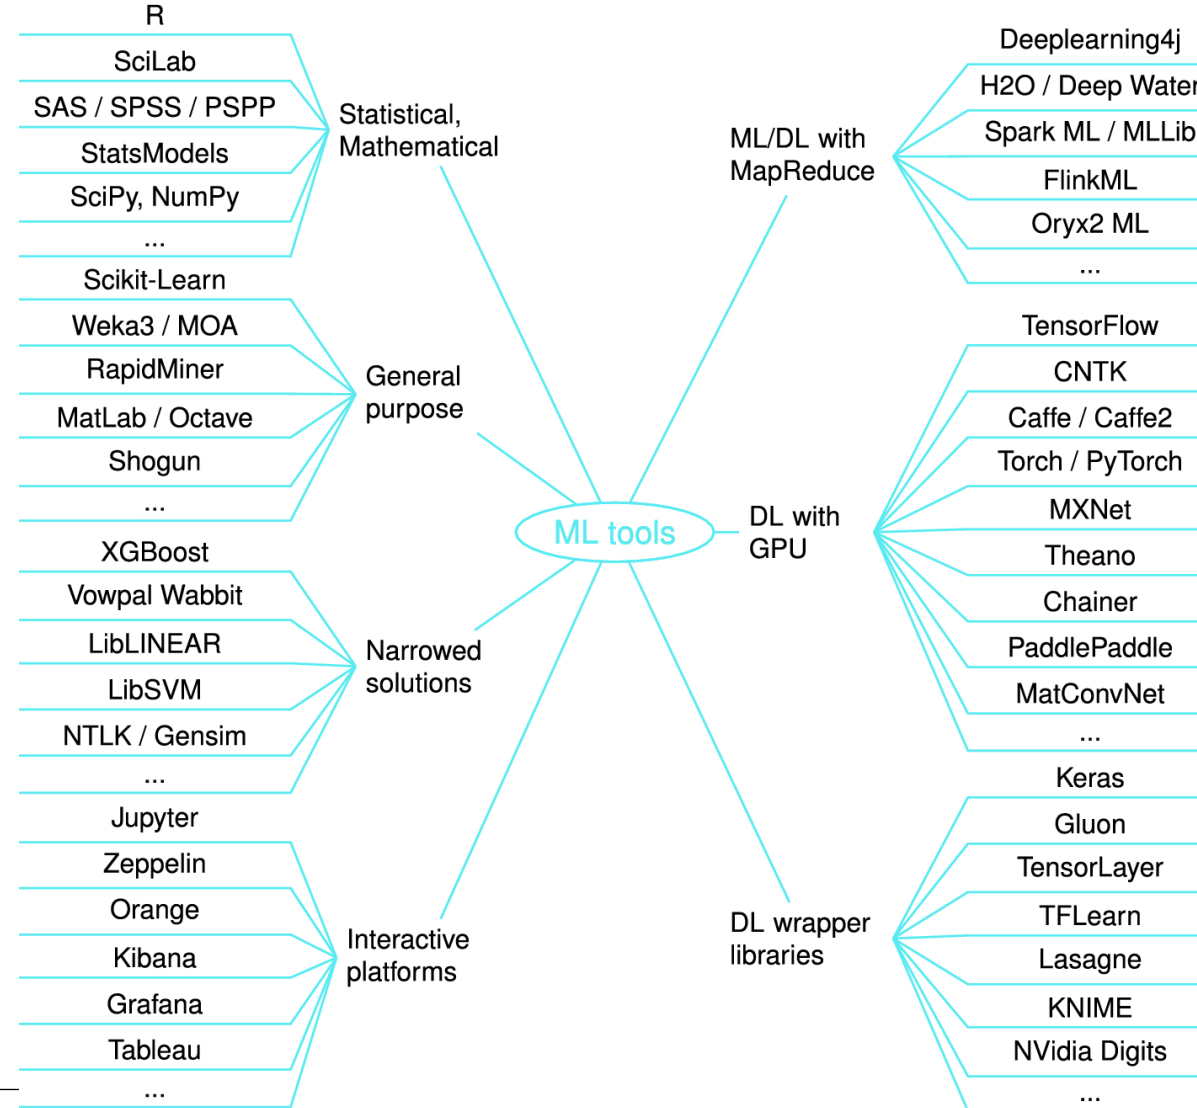 R
SciLab
SAS / SPSS / PSPP
StatsModels
SciPy, NumPy
...
Statistical,
Mathematical
Scikit-Learn
Weka3 / MOA
RapidMiner
MatLab / Octave
Shogun
...
General
purpose
XGBoost
Vowpal Wabbit
LibLINEAR
LibSVM
NTLK / Gensim
...
Narrowed
solutions
Jupyter
Zeppelin
Orange
Kibana
Grafana
Tableau
...
Interactive
platforms
ML tools
ML/DL with
MapReduce
Deeplearning4j
H2O / Deep Water
Spark ML / MLLib
FlinkML
Oryx2 ML
...
DL with
GPU
TensorFlow
CNTK
Caffe / Caffe2
Torch / PyTorch
MXNet
Theano
Chainer
PaddlePaddle
MatConvNet
...
DL wrapper
libraries
Keras
Gluon
TensorLayer
TFLearn
Lasagne
KNIME
NVidia Digits
...